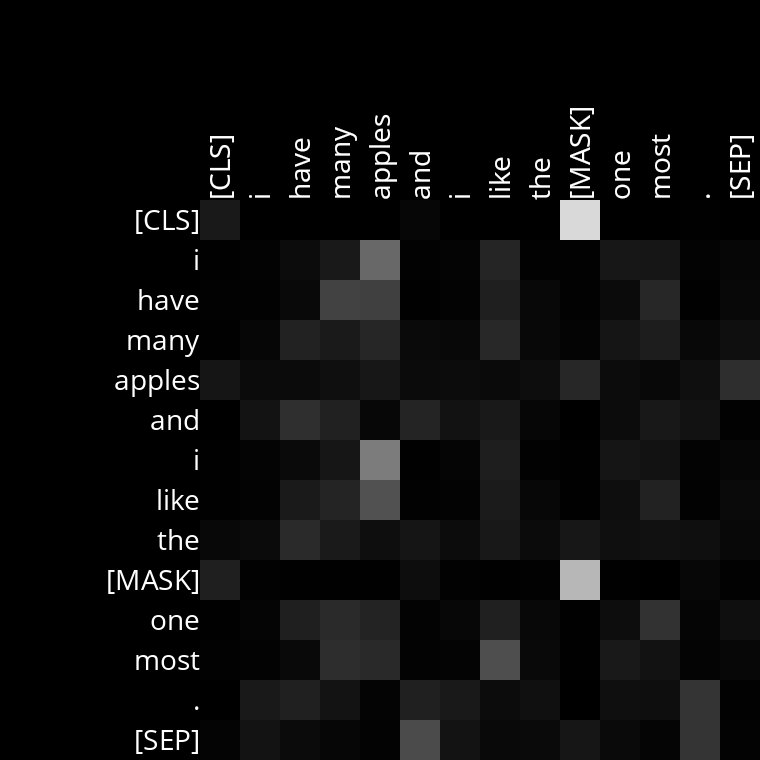 [CLS] i have many apples and i like the [MASK] one most . [SEP]
[CLS]
i
have
many
apples
and
i
like
the
[MASK]
one
most
.
[SEP]